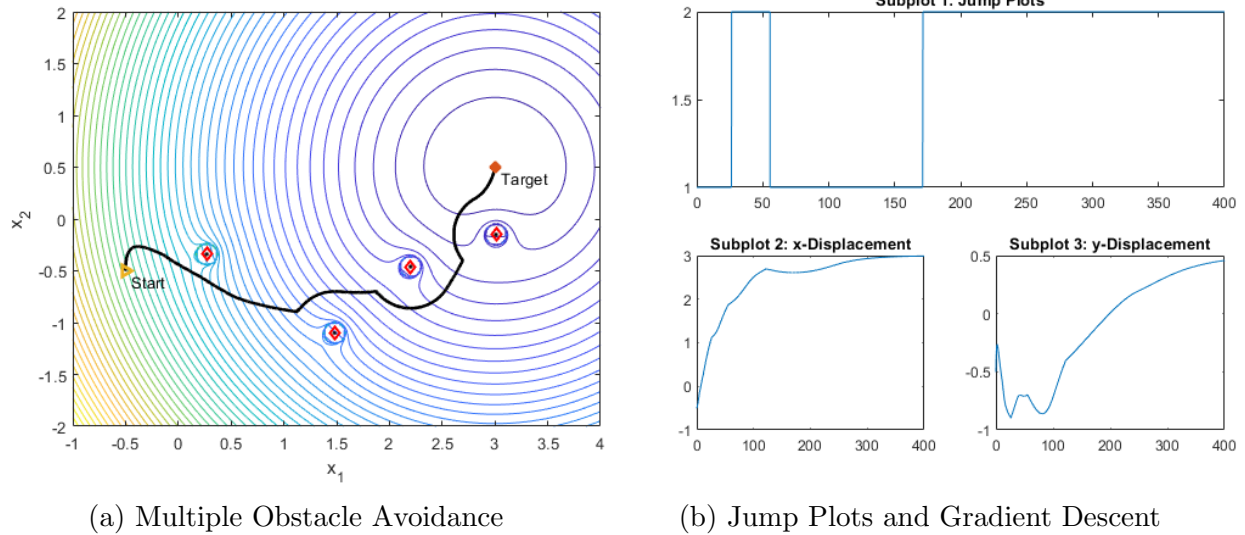 2
1.5
1
0.5
0
-0.5
-1
-1.5
-2
x2
Target
Start
-1 -0.5 0 0.5 1 1.5 2 2.5 3 3.5 4
x1
Subplot 1: Jump Plots
2
1.5
1
0 50 100 150 200 250 300 350 400
Subplot 2: x-Displacement
3
2
1
0
-1
0 100 200 300 400
Subplot 3: y-Displacement
0.5
0
-0.5
-1
0 100 200 300 400
(a) Multiple Obstacle Avoidance
(b) Jump Plots and Gradient Descent